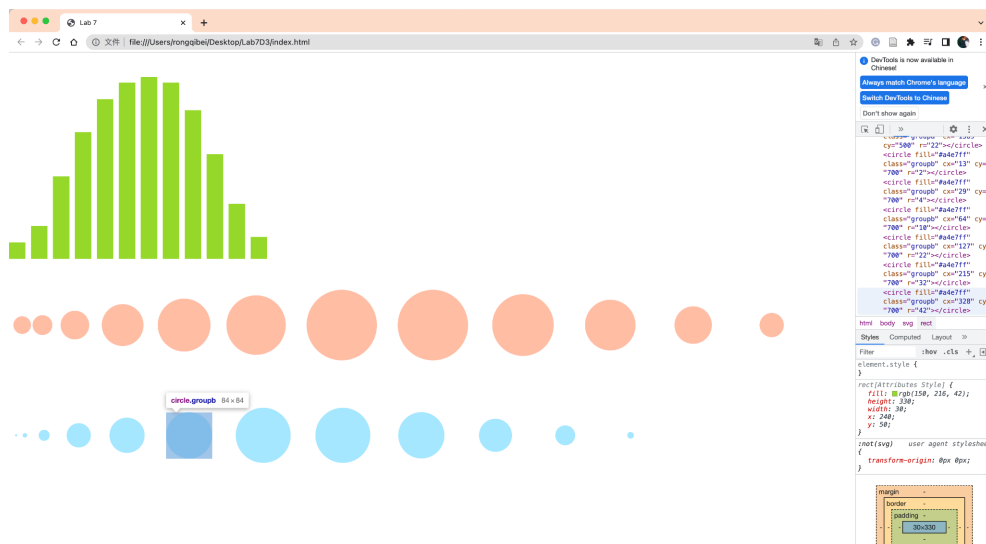 Lab 7
文件 | file:///Users/rongqibei/Desktop/Lab7D3/index.html
DevTools is now available in
Chinese!
Always match Chrome's language
Switch DevTools to Chinese
Don't show again
cy="500" r="22"></circle>
<circle fill="#a4e7ff"
class="groupb" cx="13" cy=
"700" r="2"></circle>
<circle fill="#a4e7ff"
class="groupb" cx="29" cy=
"700" r="4"></circle>
<circle fill="#a4e7ff"
class="groupb" cx="64" cy=
"700" r="10"></circle>
<circle fill="#a4e7ff"
class="groupb" cx="127" cy=
"700" r="22"></circle>
<circle fill="#a4e7ff"
class="groupb" cx="215" cy=
"700" r="32"></circle>
<circle fill="#a4e7ff"
class="groupb" cx="328" cy=
"700" r="42"></circle>
html body svg rect
Styles Computed Layout »
Filter :hov .cls +
element.style {
}
rect[Attributes Style] {
fill: rgb(150, 216, 42);
height: 330;
width: 30;
x: 240;
y: 50;
}
:not(svg) user agent styleshee
{
transform-origin: 0px 0px;
}
margin -
border -
padding -
- - - 30×330 - - -
-
circle.groupb 84×84